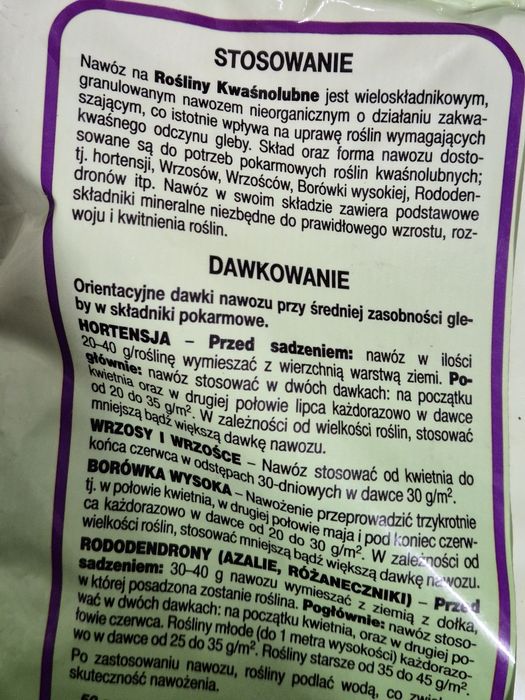 STOSOWANIE
Nawóz na Rośliny Kwaśnolubne jest wieloskładnikowym,
granulowanym nawozem nieorganicznym o działaniu zakwa-
szającym, co istotnie wpływa na uprawę roślin wymagających
kwaśnego odczynu gleby. Skład oraz forma nawozu dosto-
sowane są do potrzeb pokarmowych roślin kwaśnolubnych;
tj. hortensji, Wrzosów, Wrzośców, Borówki wysokiej, Rododen-
dronów itp. Nawóz w swoim składzie zawiera podstawowe
składniki mineralne niezbędne do prawidłowego wzrostu, roz-
woju i kwitnienia roślin.
DAWKOWANIE
Orientacyjne dawki nawozu przy średniej zasobności gle-
by w składniki pokarmowe.
HORTENSJA – Przed sadzeniem: nawóz w ilości
20-40 g/roślinę wymieszać z wierzchnią warstwą ziemi. Po-
głównie: nawóz stosować w dwóch dawkach: na początku
kwietnia oraz w drugiej połowie lipca każdorazowo w dawce
od 20 do 35 g/m². W zależności od wielkości roślin, stosować
mniejszą bądź większą dawkę nawozu.
WRZOSY I WRZOŚCE – Nawóz stosować od kwietnia do
końca czerwca w odstępach 30-dniowych w dawce 30 g/m².
BORÓWKA WYSOKA – Nawożenie przeprowadzić trzykrotnie
tj. w połowie kwietnia, w drugiej połowie maja i pod koniec czerw-
ca każdorazowo w dawce od 20 do 30 g/m². W zależności od
wielkości roślin, stosować mniejszą bądź większą dawkę nawozu.
RODODENDRONY (AZALIE, RÓŻANECZNIKI) – Przed
sadzeniem: 30-40 g nawozu wymieszać z ziemią z dołka,
w której posadzona zostanie roślina. Pogłównie: nawóz stoso-
wać w dwóch dawkach: na początku kwietnia, oraz w drugiej po-
łowie czerwca. Rośliny młode (do 1 metra wysokości) każdorazo-
wo w dawce od 25 do 35 g/m². Rośliny starsze od 35 do 45 g/m².
Po zastosowaniu nawozu, rośliny podlać wodą, co
skuteczność nawożenia.